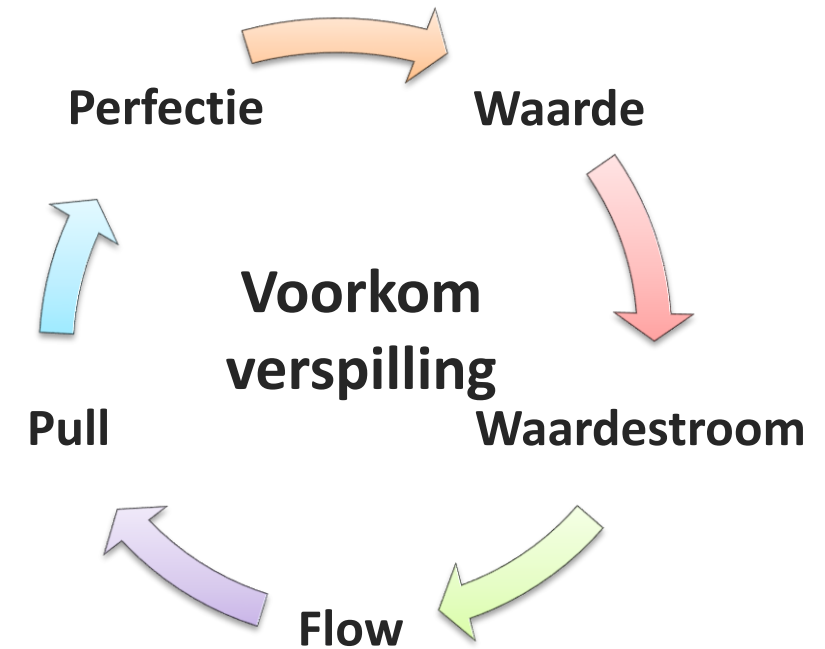 Perfectie
Waarde
Voorkom
verspilling
Pull
Waardestroom
Flow